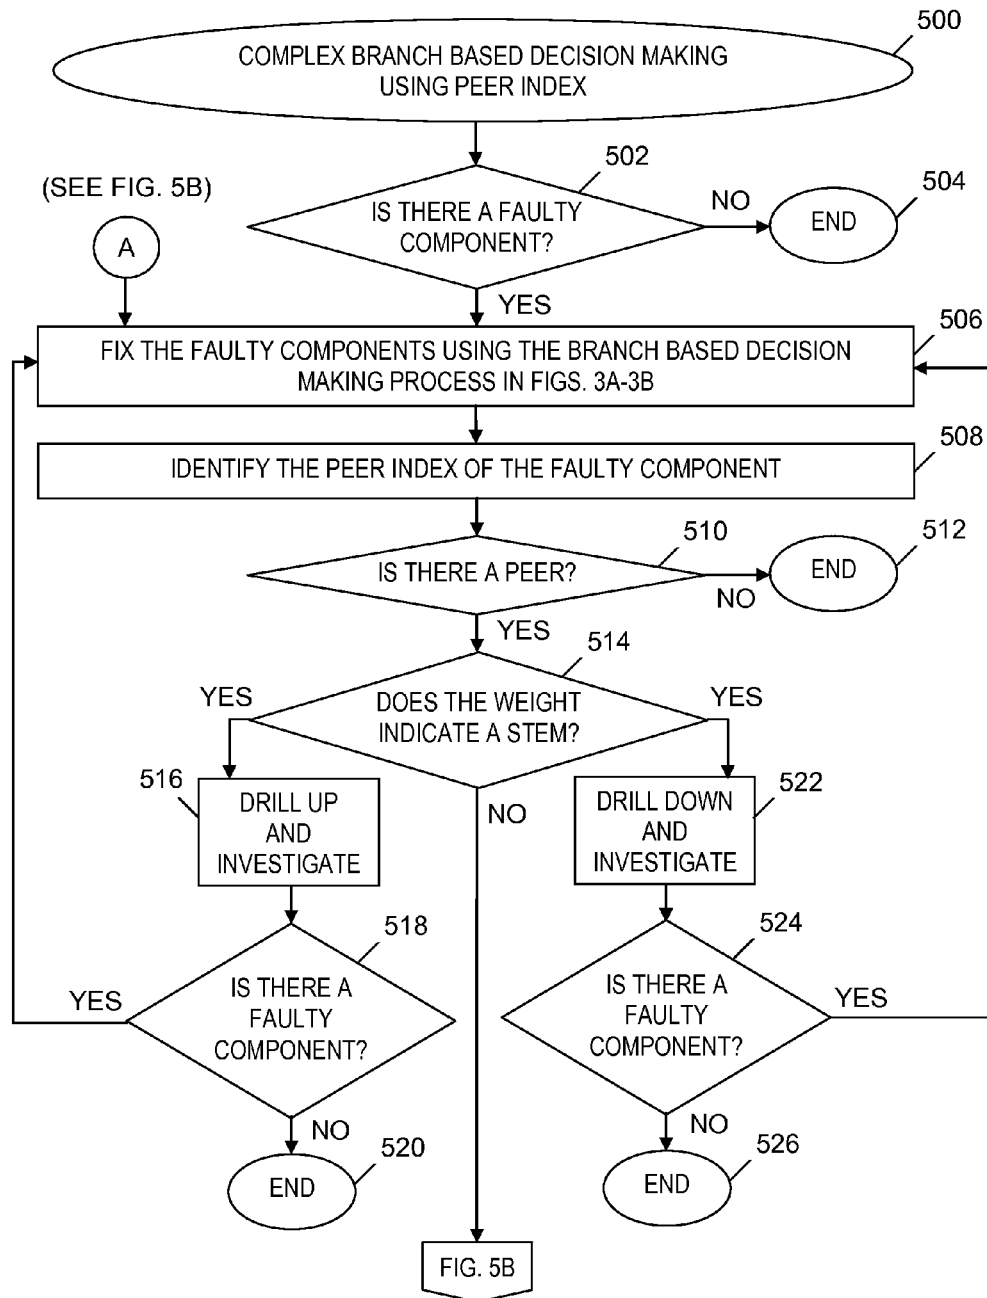 500
COMPLEX BRANCH BASED DECISION MAKING
USING PEER INDEX
502
(SEE FIG. 5B)
504
IS THERE A FAULTY
COMPONENT?
NO
END
A
YES
506
FIX THE FAULTY COMPONENTS USING THE BRANCH BASED DECISION
MAKING PROCESS IN FIGS. 3A-3B
508
IDENTIFY THE PEER INDEX OF THE FAULTY COMPONENT
510
512
IS THERE A PEER?
END
NO
YES
514
YES
DOES THE WEIGHT
INDICATE A STEM?
YES
516
DRILL UP
AND
INVESTIGATE
NO
522
DRILL DOWN
AND
INVESTIGATE
518
IS THERE A
FAULTY
COMPONENT?
YES
524
IS THERE A
FAULTY
COMPONENT?
YES
NO
520
END
NO
526
END
FIG. 5B